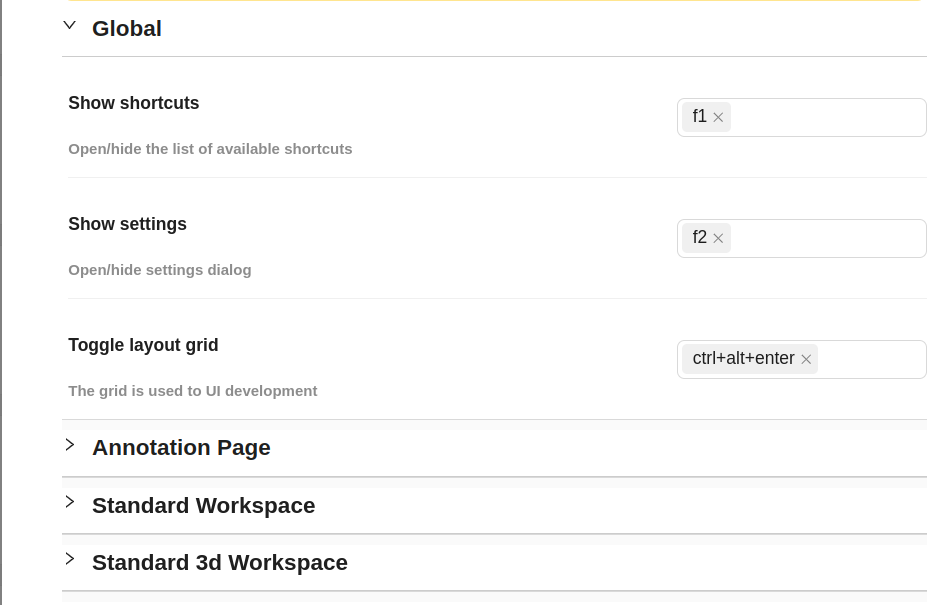 Global
Show shortcuts
f1
Open/hide the list of available shortcuts
Show settings
f2
Open/hide settings dialog
Toggle layout grid
ctrl+alt+enter
The grid is used to UI development
Annotation Page
Standard Workspace
Standard 3d Workspace